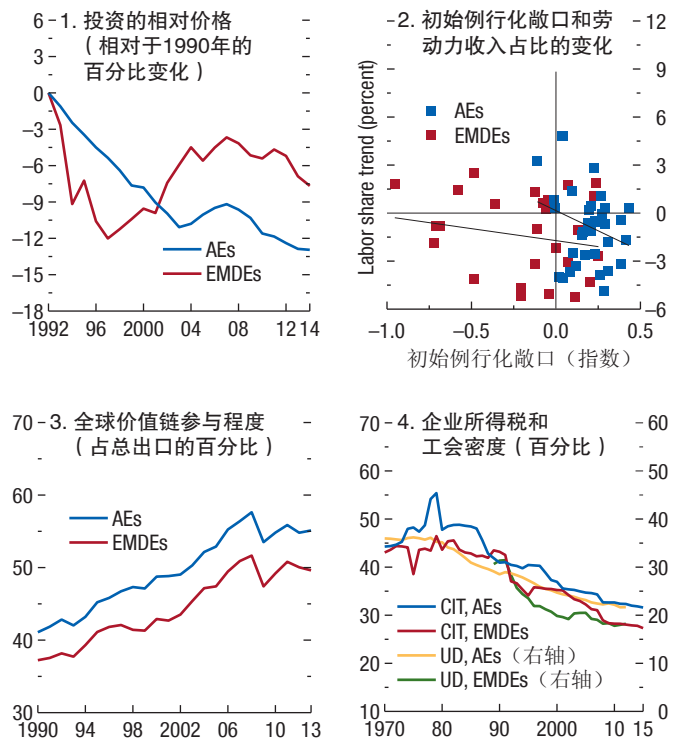 1. 投资的相对价格
（相对于1990年的
百分比变化）
6
3
0
−3
−6
−9
−12
−15
−18
AEs
EMDEs
1992 96 2000 04 08 12 14
2. 初始例行化敞口和劳
动力收入占比的变化
12
9
6
3
0
−3
−6
Labor share trend (percent)
AEs
EMDEs
−1.0 −0.5 0.0 0.5
初始例行化敞口（指数）
3. 全球价值链参与程度
（占总出口的百分比）
70
60
50
40
30
AEs
EMDEs
1990 94 98 2002 06 10 13
4. 企业所得税和
工会密度（百分比）
70
60
50
40
30
20
10
60
50
40
30
20
10
0
CIT, AEs
CIT, EMDEs
UD, AEs（右轴）
UD, EMDEs（右轴）
1970 80 90 2000 10 15